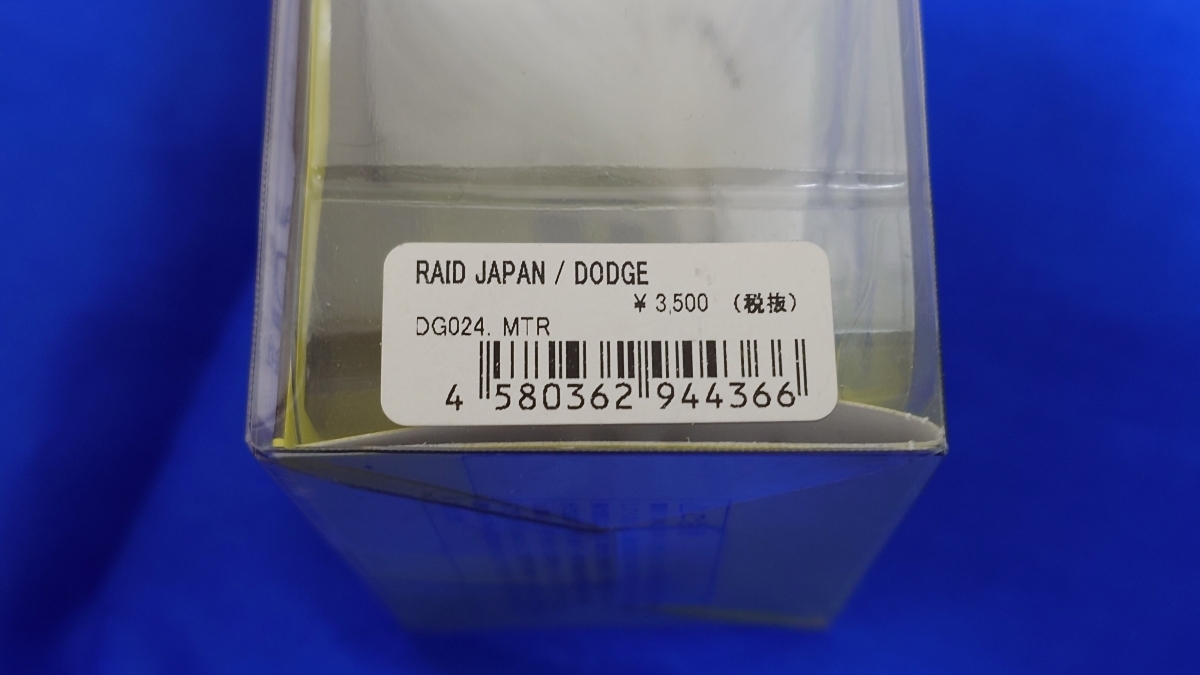 RAID JAPAN / DODGE
¥ 3,500 (税抜)
DG024. MTR
4 580362 944366